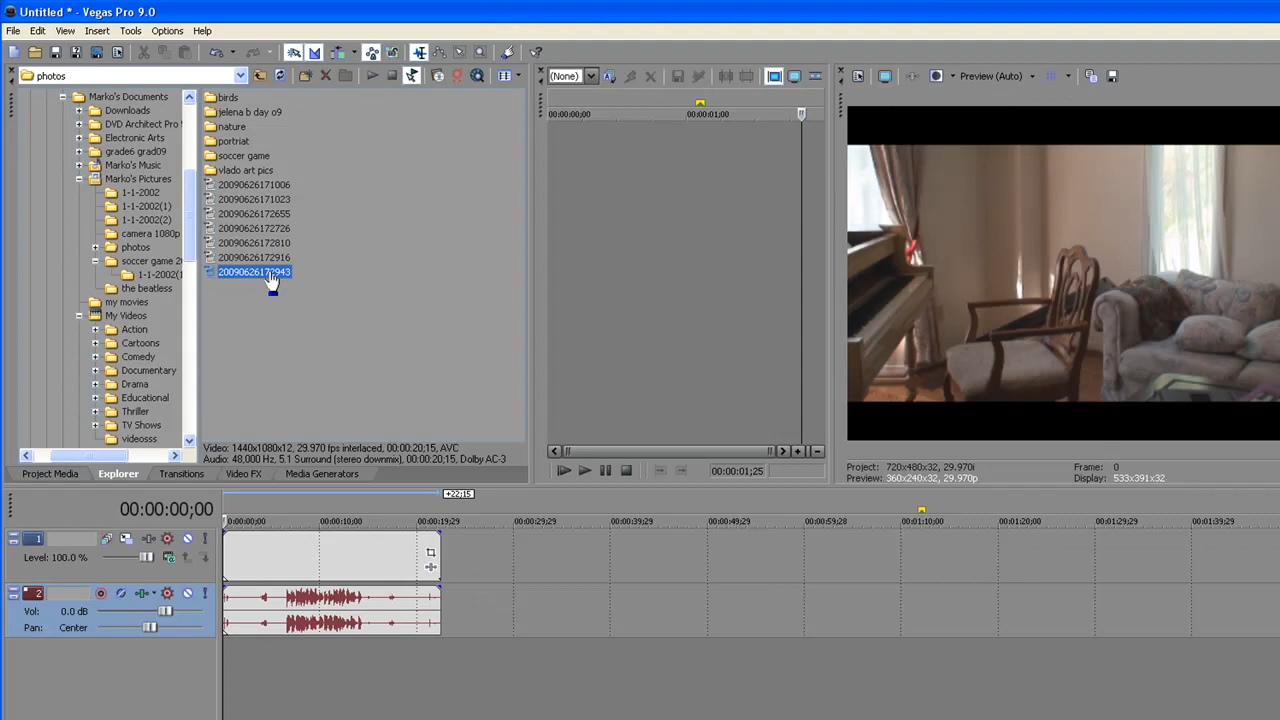 Untitled * - Vegas Pro 9.0
File Edit View Insert Tools Options Help
photos
(None)
Preview (Auto)
Marko's Documents
Downloads
DVD Architect Pro
Electronic Arts
grade6 grad09
Marko's Music
Marko's Pictures
1-1-2002
1-1-2002(1)
1-1-2002(2)
camera 1080p
photos
soccer game 2
1-1-2002(1
the beatless
my movies
My Videos
Action
Cartoons
Comedy
Documentary
Drama
Educational
Thriller
TV Shows
videosss
birds
jelena b day o9
nature
portriat
soccer game
vlado art pics
20090626171006
20090626171023
20090626172655
20090626172726
20090626172810
20090626172916
20090626172943
Video: 1440x1080x12, 29.970 fps interlaced, 00:00:20;15, AVC
Audio: 48,000 Hz, 5.1 Surround (stereo downmix), 00:00:20;15, Dolby AC-3
Project Media Explorer Transitions Video FX Media Generators
00:00:00;00 00:00:01;00
00:00:01;25
Project: 720x480x32, 29.970i Frame: 0
Preview: 360x240x32, 29.970p Display: 533x391x32
+22;15
00:00:00;00
00:00:00;00 00:00:10;00 00:00:19;29 00:00:29;29 00:00:39;29 00:00:49;29 00:00:59;28 00:01:10;00 00:01:20;00 00:01:29;29 00:01:39;29
1
Level: 100.0 %
2
Vol: 0.0 dB
Pan: Center